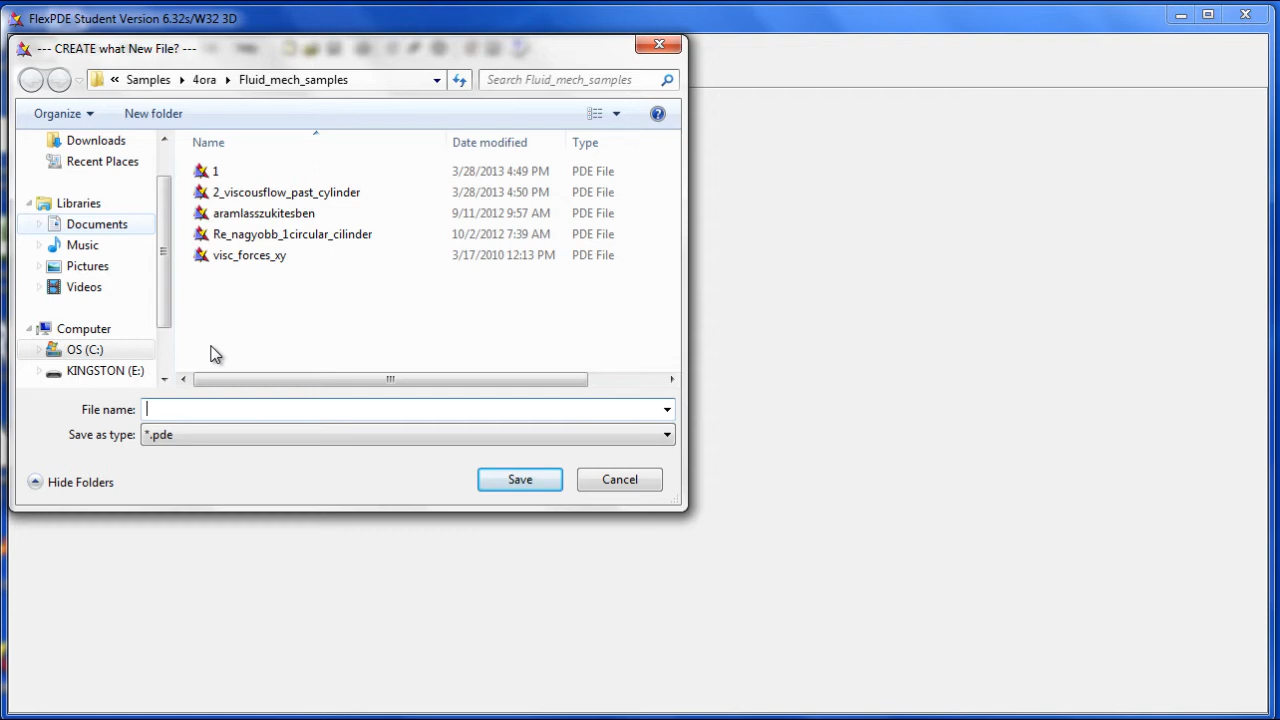 FlexPDE Student Version 6.32s/W32 3D
--- CREATE what New File? ---
« Samples 4ora Fluid_mech_samples
Search Fluid_mech_samples
Organize New folder
Downloads
Recent Places
Libraries
Documents
Music
Pictures
Videos
Computer
OS (C:)
KINGSTON (E:)
Name Date modified Type
1 3/28/2013 4:49 PM PDE File
2_viscousflow_past_cylinder 3/28/2013 4:50 PM PDE File
aramlasszukitesben 9/11/2012 9:57 AM PDE File
Re_nagyobb_1circular_cilinder 10/2/2012 7:39 AM PDE File
visc_forces_xy 3/17/2010 12:13 PM PDE File
File name:
Save as type: *.pde
Hide Folders Save Cancel